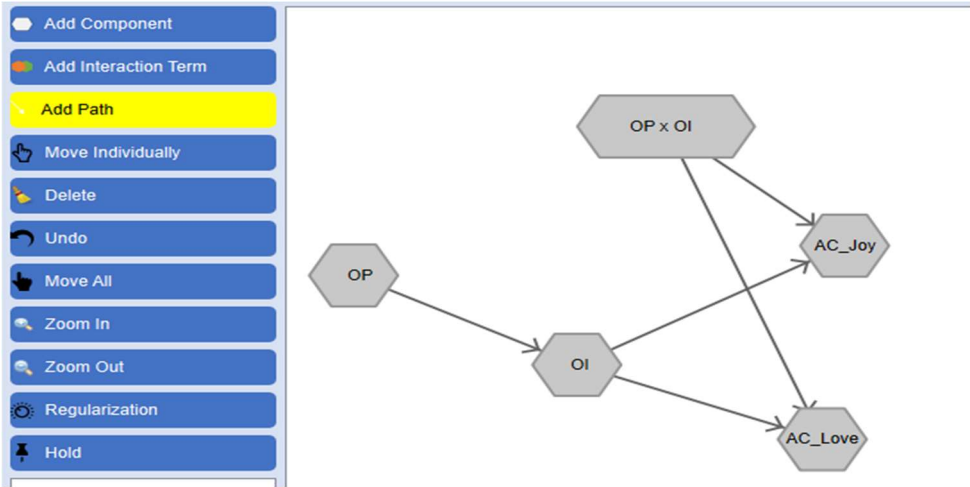 Add Component
Add Interaction Term
Add Path
Move Individually
Delete
Undo
Move All
Zoom In
Zoom Out
Regularization
Hold
OP x OI
AC_Joy
OP
OI
AC_Love